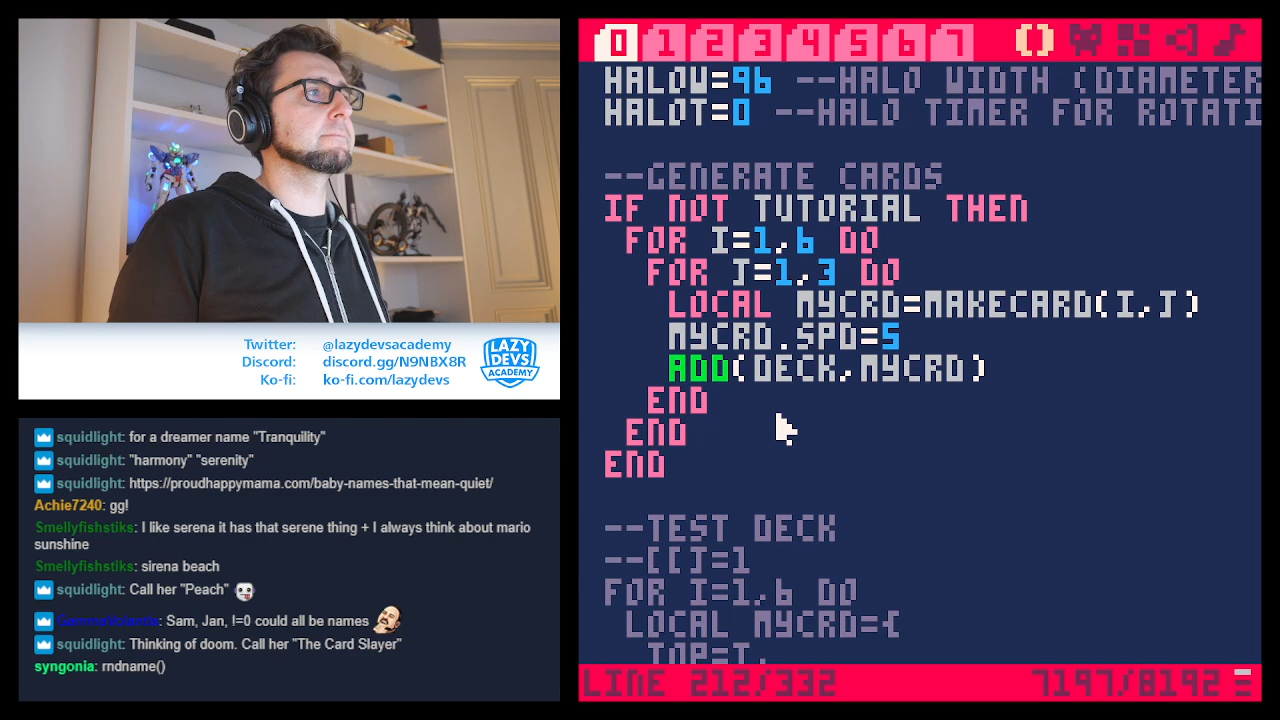 Twitter: @lazydevsacademy
Discord: discord.gg/N9NBX8R
Ko-fi: ko-fi.com/lazydevs
LAZY
DEVS
ACADEMY
squidlight: for a dreamer name "Tranquility"
squidlight: "harmony" "serenity"
squidlight: https://proudhappymama.com/baby-names-that-mean-quiet/
Achie7240: gg!
Smellyfishstiks: I like serena it has that serene thing + I always think about mario
sunshine
Smellyfishstiks: sirena beach
squidlight: Call her "Peach"
Sam, Jan, !=0 could all be names
squidlight: Thinking of doom. Call her "The Card Slayer"
syngonia: rndname()
0 1 2 3 4 5 6 7 ()
HALOW=96 --HALO WIDTH (DIAMETER
HALOT=0 --HALO TIMER FOR ROTATI
--GENERATE CARDS
IF NOT TUTORIAL THEN
FOR I=1,6 DO
FOR J=1,3 DO
LOCAL MYCRD=MAKECARD(I,J)
MYCRD.SPD=5
ADD(DECK,MYCRD)
END
END
END
--TEST DECK
--[[J=1
FOR I=1,6 DO
LOCAL MYCRD={
TOP=I,
LINE 212/332 7197/8192